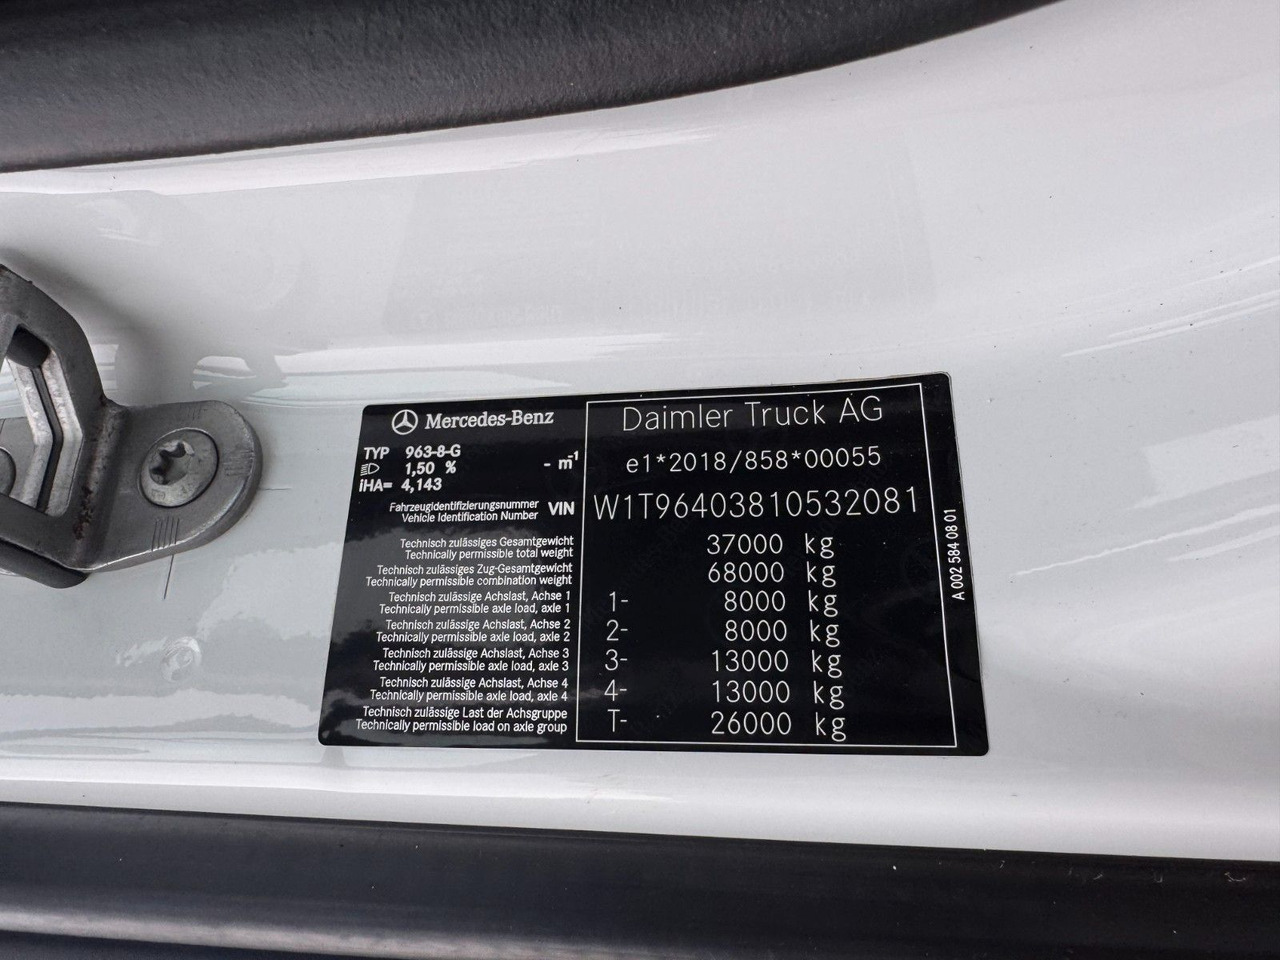 Mercedes-Benz
TYP 963-8-G
1,50 % - m⁻¹
iHA= 4,143
Daimler Truck AG
e1*2018/858*00055
Fahrzeugidentifizierungsnummer
Vehicle Identification Number
VIN W1T96403810532081
Technisch zulässiges Gesamtgewicht
Technically permissible total weight
37000 kg
Technisch zulässiges Zug-Gesamtgewicht
Technically permissible combination weight
68000 kg
Technisch zulässige Achslast, Achse 1
Technically permissible axle load, axle 1
1- 8000 kg
Technisch zulässige Achslast, Achse 2
Technically permissible axle load, axle 2
2- 8000 kg
Technisch zulässige Achslast, Achse 3
Technically permissible axle load, axle 3
3- 13000 kg
Technisch zulässige Achslast, Achse 4
Technically permissible axle load, axle 4
4- 13000 kg
Technisch zulässige Last der Achsgruppe
Technically permissible load on axle group
T- 26000 kg
A 002 584 08 01